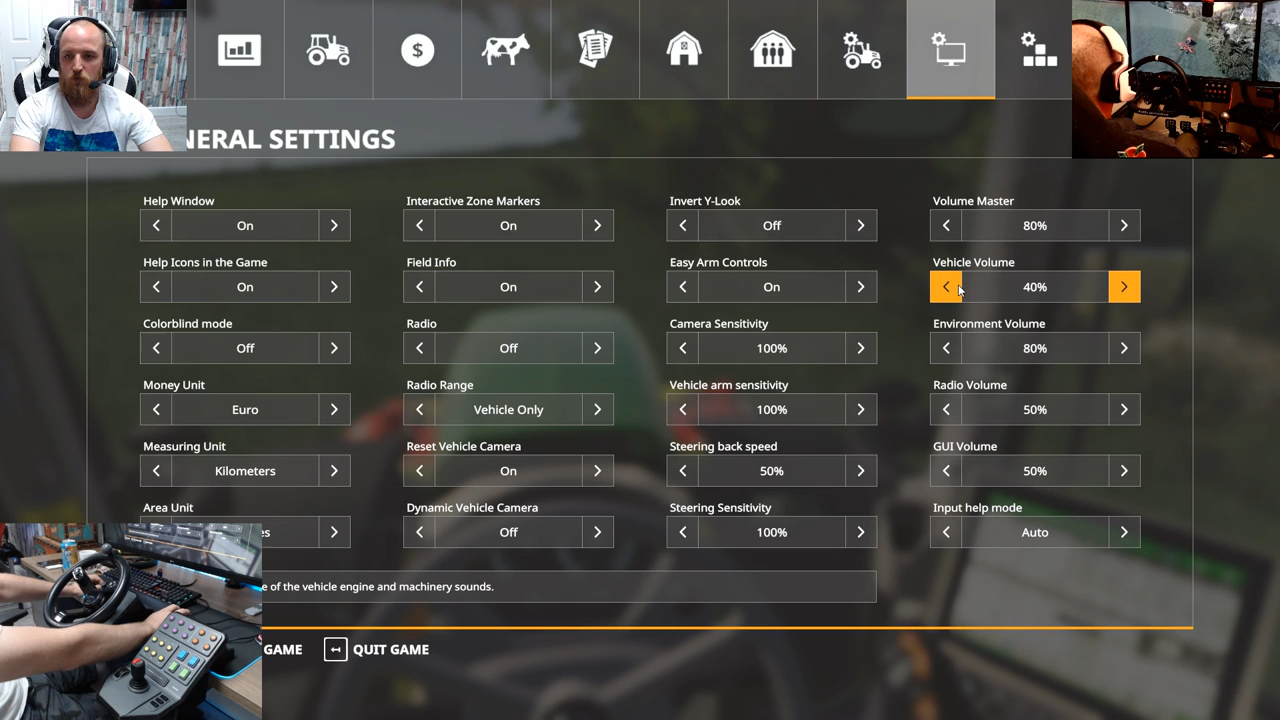 NERAL SETTINGS
Help Window
On
Help Icons in the Game
On
Colorblind mode
Off
Money Unit
Euro
Measuring Unit
Kilometers
Area Unit
es
Interactive Zone Markers
On
Field Info
On
Radio
Off
Radio Range
Vehicle Only
Reset Vehicle Camera
On
Dynamic Vehicle Camera
Off
Invert Y-Look
Off
Easy Arm Controls
On
Camera Sensitivity
100%
Vehicle arm sensitivity
100%
Steering back speed
50%
Steering Sensitivity
100%
Volume Master
80%
Vehicle Volume
40%
Environment Volume
80%
Radio Volume
50%
GUI Volume
50%
Input help mode
Auto
e of the vehicle engine and machinery sounds.
GAME QUIT GAME